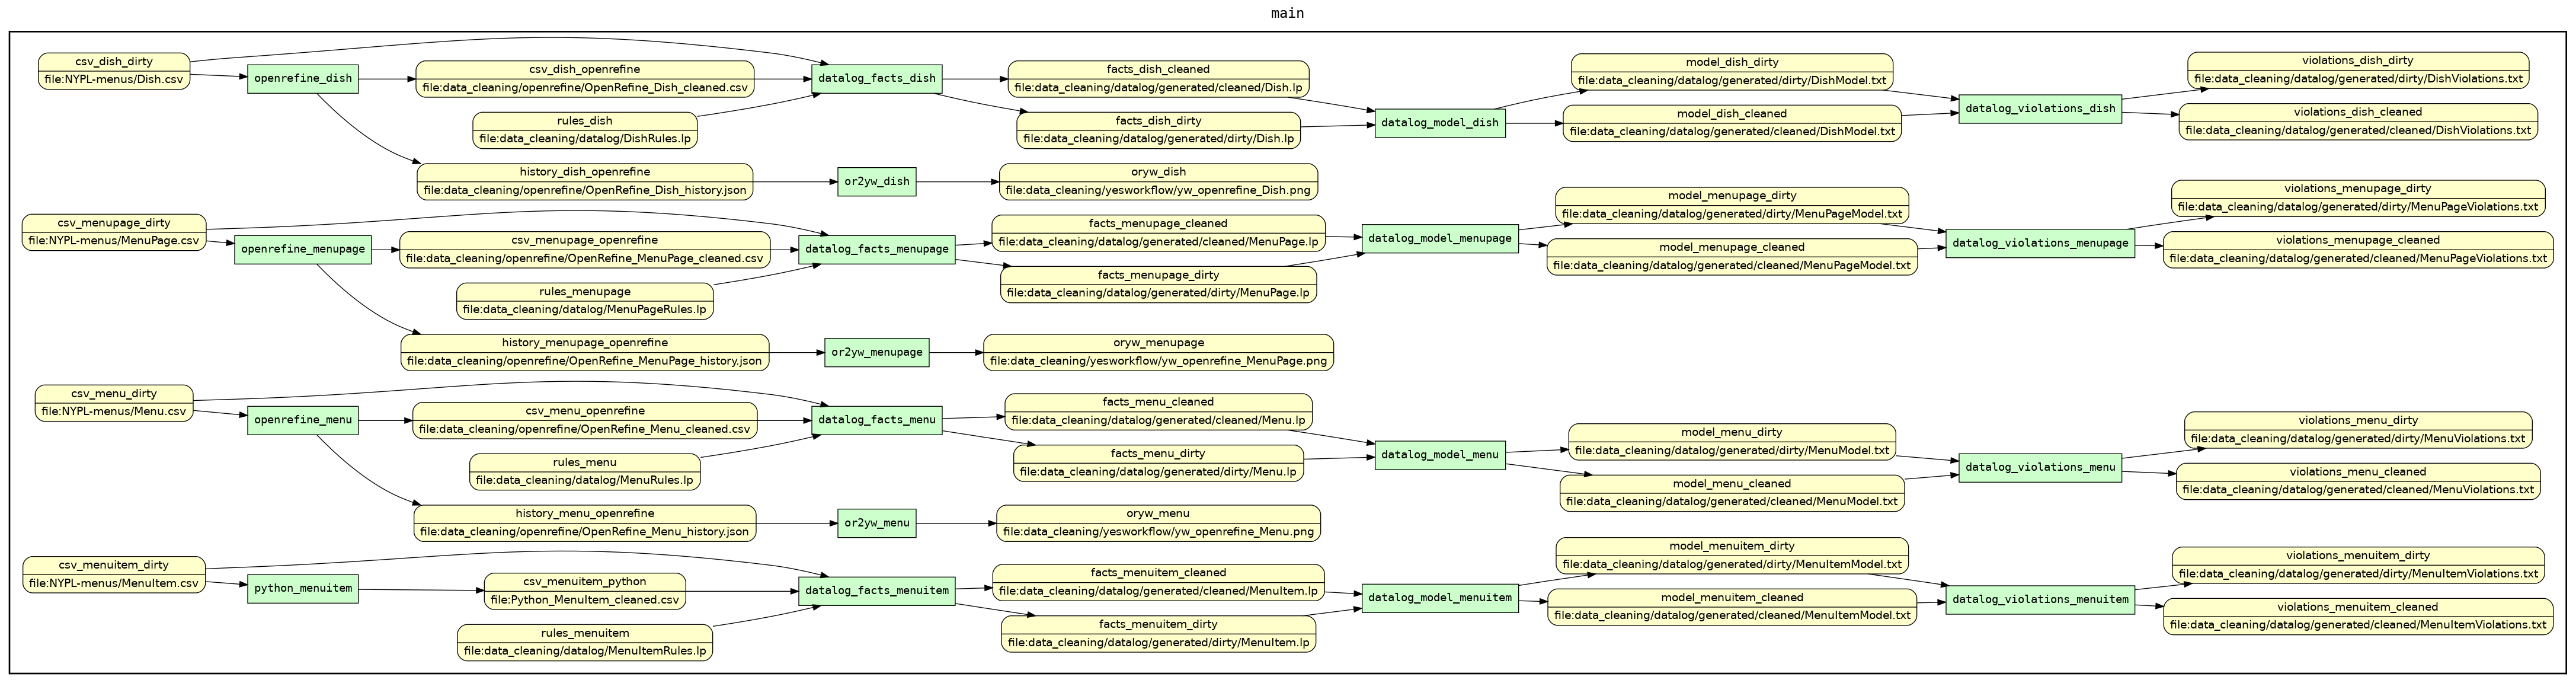 main
csv_dish_dirty
file:NYPL-menus/Dish.csv
openrefine_dish
csv_dish_openrefine
file:data_cleaning/openrefine/OpenRefine_Dish_cleaned.csv
rules_dish
file:data_cleaning/datalog/DishRules.lp
history_dish_openrefine
file:data_cleaning/openrefine/OpenRefine_Dish_history.json
datalog_facts_dish
or2yw_dish
facts_dish_cleaned
file:data_cleaning/datalog/generated/cleaned/Dish.lp
facts_dish_dirty
file:data_cleaning/datalog/generated/dirty/Dish.lp
oryw_dish
file:data_cleaning/yesworkflow/yw_openrefine_Dish.png
datalog_model_dish
model_dish_dirty
file:data_cleaning/datalog/generated/dirty/DishModel.txt
model_dish_cleaned
file:data_cleaning/datalog/generated/cleaned/DishModel.txt
datalog_violations_dish
violations_dish_dirty
file:data_cleaning/datalog/generated/dirty/DishViolations.txt
violations_dish_cleaned
file:data_cleaning/datalog/generated/cleaned/DishViolations.txt
csv_menupage_dirty
file:NYPL-menus/MenuPage.csv
openrefine_menupage
csv_menupage_openrefine
file:data_cleaning/openrefine/OpenRefine_MenuPage_cleaned.csv
rules_menupage
file:data_cleaning/datalog/MenuPageRules.lp
history_menupage_openrefine
file:data_cleaning/openrefine/OpenRefine_MenuPage_history.json
datalog_facts_menupage
or2yw_menupage
facts_menupage_cleaned
file:data_cleaning/datalog/generated/cleaned/MenuPage.lp
facts_menupage_dirty
file:data_cleaning/datalog/generated/dirty/MenuPage.lp
oryw_menupage
file:data_cleaning/yesworkflow/yw_openrefine_MenuPage.png
datalog_model_menupage
model_menupage_dirty
file:data_cleaning/datalog/generated/dirty/MenuPageModel.txt
model_menupage_cleaned
file:data_cleaning/datalog/generated/cleaned/MenuPageModel.txt
datalog_violations_menupage
violations_menupage_dirty
file:data_cleaning/datalog/generated/dirty/MenuPageViolations.txt
violations_menupage_cleaned
file:data_cleaning/datalog/generated/cleaned/MenuPageViolations.txt
csv_menu_dirty
file:NYPL-menus/Menu.csv
openrefine_menu
csv_menu_openrefine
file:data_cleaning/openrefine/OpenRefine_Menu_cleaned.csv
rules_menu
file:data_cleaning/datalog/MenuRules.lp
history_menu_openrefine
file:data_cleaning/openrefine/OpenRefine_Menu_history.json
datalog_facts_menu
or2yw_menu
facts_menu_cleaned
file:data_cleaning/datalog/generated/cleaned/Menu.lp
facts_menu_dirty
file:data_cleaning/datalog/generated/dirty/Menu.lp
oryw_menu
file:data_cleaning/yesworkflow/yw_openrefine_Menu.png
datalog_model_menu
model_menu_dirty
file:data_cleaning/datalog/generated/dirty/MenuModel.txt
model_menu_cleaned
file:data_cleaning/datalog/generated/cleaned/MenuModel.txt
datalog_violations_menu
violations_menu_dirty
file:data_cleaning/datalog/generated/dirty/MenuViolations.txt
violations_menu_cleaned
file:data_cleaning/datalog/generated/cleaned/MenuViolations.txt
csv_menuitem_dirty
file:NYPL-menus/MenuItem.csv
python_menuitem
csv_menuitem_python
file:Python_MenuItem_cleaned.csv
rules_menuitem
file:data_cleaning/datalog/MenuItemRules.lp
datalog_facts_menuitem
facts_menuitem_cleaned
file:data_cleaning/datalog/generated/cleaned/MenuItem.lp
facts_menuitem_dirty
file:data_cleaning/datalog/generated/dirty/MenuItem.lp
datalog_model_menuitem
model_menuitem_dirty
file:data_cleaning/datalog/generated/dirty/MenuItemModel.txt
model_menuitem_cleaned
file:data_cleaning/datalog/generated/cleaned/MenuItemModel.txt
datalog_violations_menuitem
violations_menuitem_dirty
file:data_cleaning/datalog/generated/dirty/MenuItemViolations.txt
violations_menuitem_cleaned
file:data_cleaning/datalog/generated/cleaned/MenuItemViolations.txt